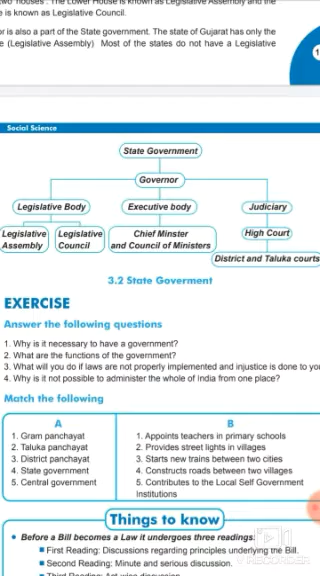 two 'houses'. The Lower House is known as Legislative Assembly and the
e is known as Legislative Council.
or is also a part of the State government. The state of Gujarat has only the
e (Legislative Assembly) Most of the states do not have a Legislative
1
Social Science
State Government
Governor
Legislative Body Executive body Judiciary
Legislative Assembly
Legislative Council
Chief Minster and Council of Ministers
High Court
District and Taluka courts
3.2 State Goverment
EXERCISE
Answer the following questions
1. Why is it necessary to have a government?
2. What are the functions of the government?
3. What will you do if laws are not properly implemented and injustice is done to you
4. Why is it not possible to administer the whole of India from one place?
Match the following
A B
1. Gram panchayat 1. Appoints teachers in primary schools
2. Taluka panchayat 2. Provides street lights in villages
3. District panchayat 3. Starts new trains between two cities
4. State government 4. Constructs roads between two villages
5. Central government 5. Contributes to the Local Self Government
Institutions
Things to know
Before a Bill becomes a Law it undergoes three readings:
First Reading: Discussions regarding principles underlying the Bill.
Second Reading: Minute and serious discussion.
Third Reading: Act-wise discussion